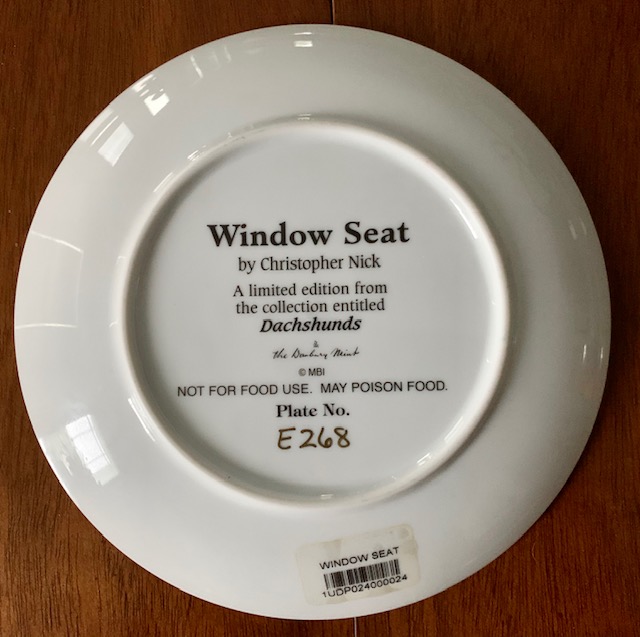 Window Seat
by Christopher Nick
A limited edition from
the collection entitled
Dachshunds
&
the Danbury Mint
© MBI
NOT FOR FOOD USE. MAY POISON FOOD.
Plate No.
E268
WINDOW SEAT
1UDP024000024